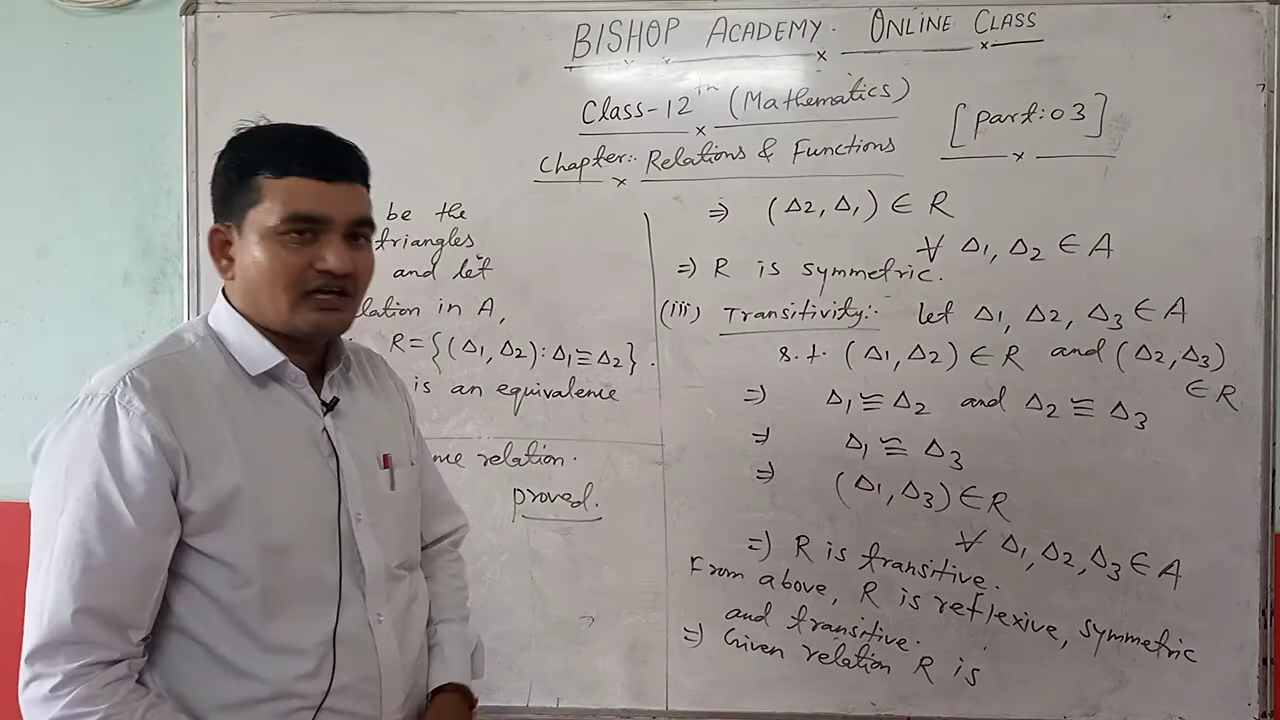 BISHOP ACADEMY. ONLINE CLASS
Class-12th (Mathematics)
[part:03]
Chapter:. Relations & Functions
be the
triangles
and let
lation in A,
R={(Δ1, Δ2):Δ1≅Δ2}.
is an equivalence
relation.
proved.
⇒ (Δ2, Δ1) ∈ R
∀ Δ1, Δ2 ∈ A
⇒ R is symmetric.
(iii) Transitivity:. let Δ1, Δ2, Δ3 ∈ A
s.t. (Δ1, Δ2) ∈ R and (Δ2, Δ3)
∈ R
⇒ Δ1 ≅ Δ2 and Δ2 ≅ Δ3
⇒ Δ1 ≅ Δ3
⇒ (Δ1, Δ3) ∈ R
∀ Δ1, Δ2, Δ3 ∈ A
⇒ R is transitive.
From above, R is reflexive, symmetric
and transitive.
⇒ Given relation R is